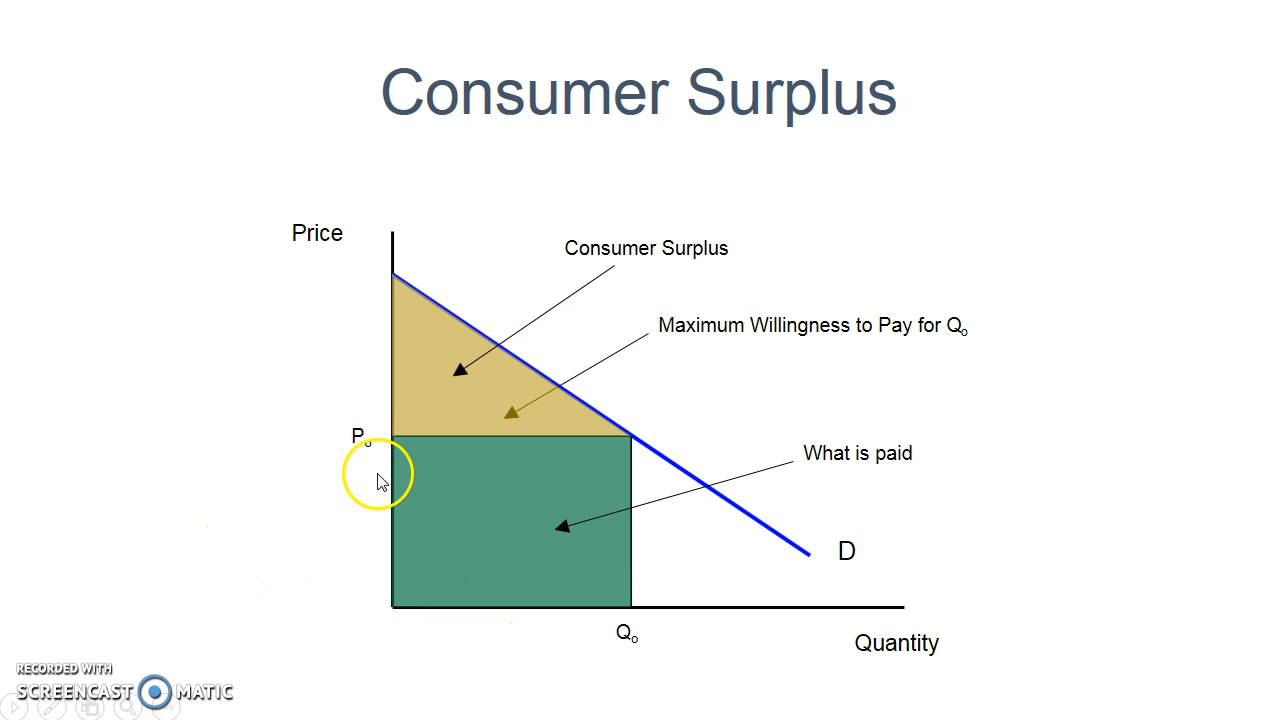 Consumer Surplus
Price
Consumer Surplus
Maximum Willingness to Pay for Qo
Po
What is paid
D
Qo
Quantity
RECORDED WITH
SCREENCAST MATIC